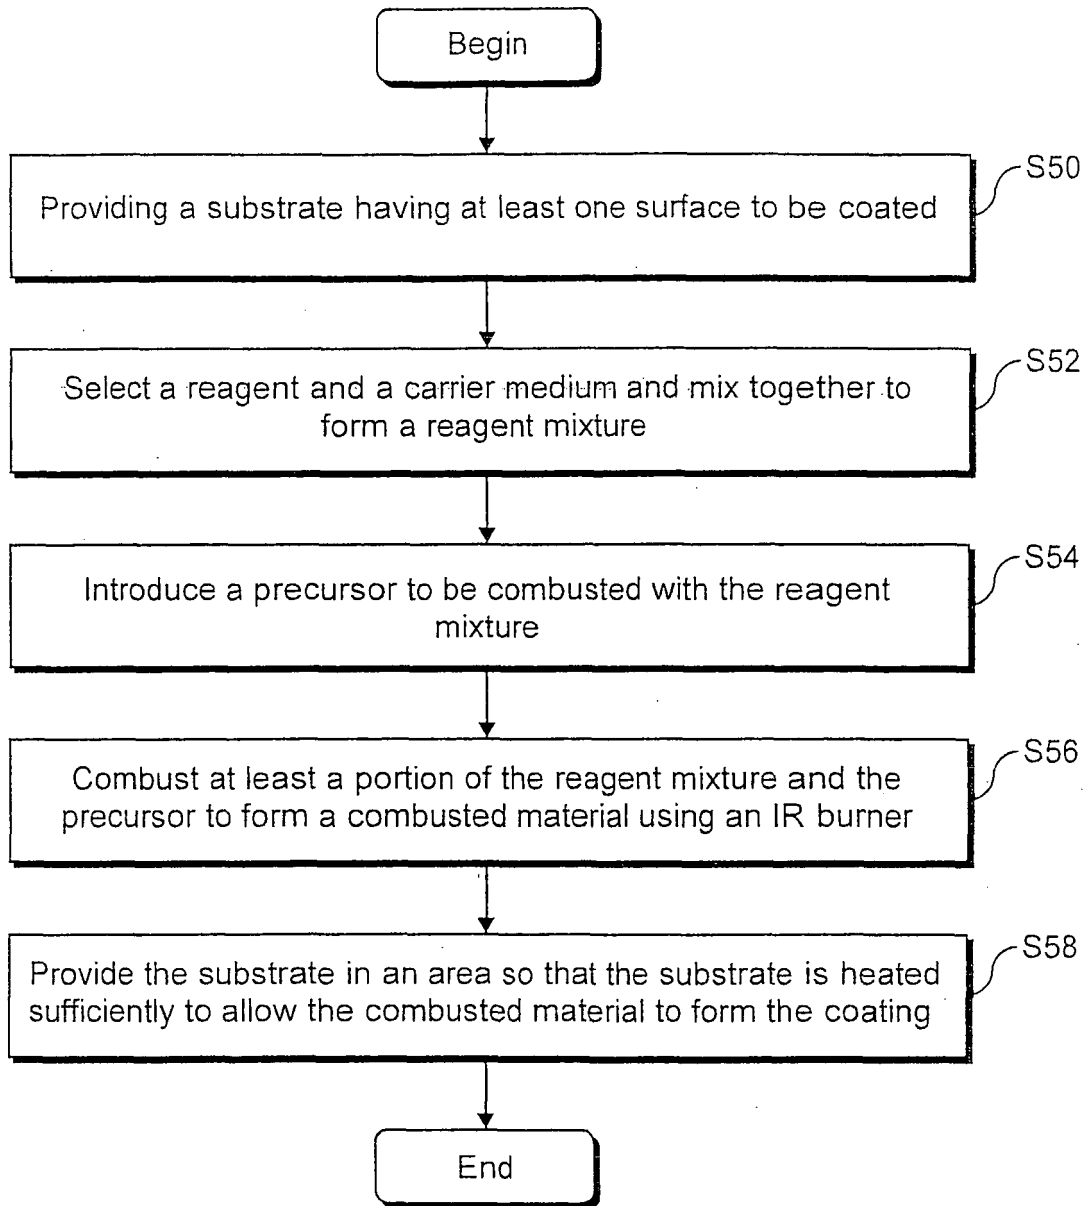 Begin
Providing a substrate having at least one surface to be coated
S50
Select a reagent and a carrier medium and mix together to
form a reagent mixture
S52
Introduce a precursor to be combusted with the reagent
mixture
S54
Combust at least a portion of the reagent mixture and the
precursor to form a combusted material using an IR burner
S56
Provide the substrate in an area so that the substrate is heated
sufficiently to allow the combusted material to form the coating
S58
End